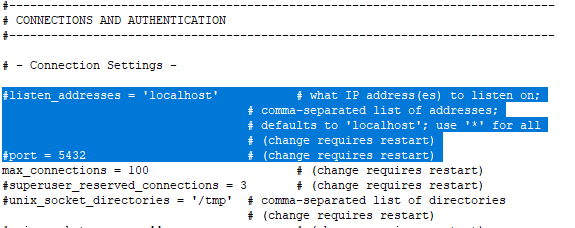 #------------------------------------------------------------------------------
# CONNECTIONS AND AUTHENTICATION
#------------------------------------------------------------------------------
# - Connection Settings -
#listen_addresses = 'localhost' # what IP address(es) to listen on;
# comma-separated list of addresses;
# defaults to 'localhost'; use '*' for all
# (change requires restart)
#port = 5432 # (change requires restart)
max_connections = 100 # (change requires restart)
#superuser_reserved_connections = 3 # (change requires restart)
#unix_socket_directories = '/tmp' # comma-separated list of directories
# (change requires restart)